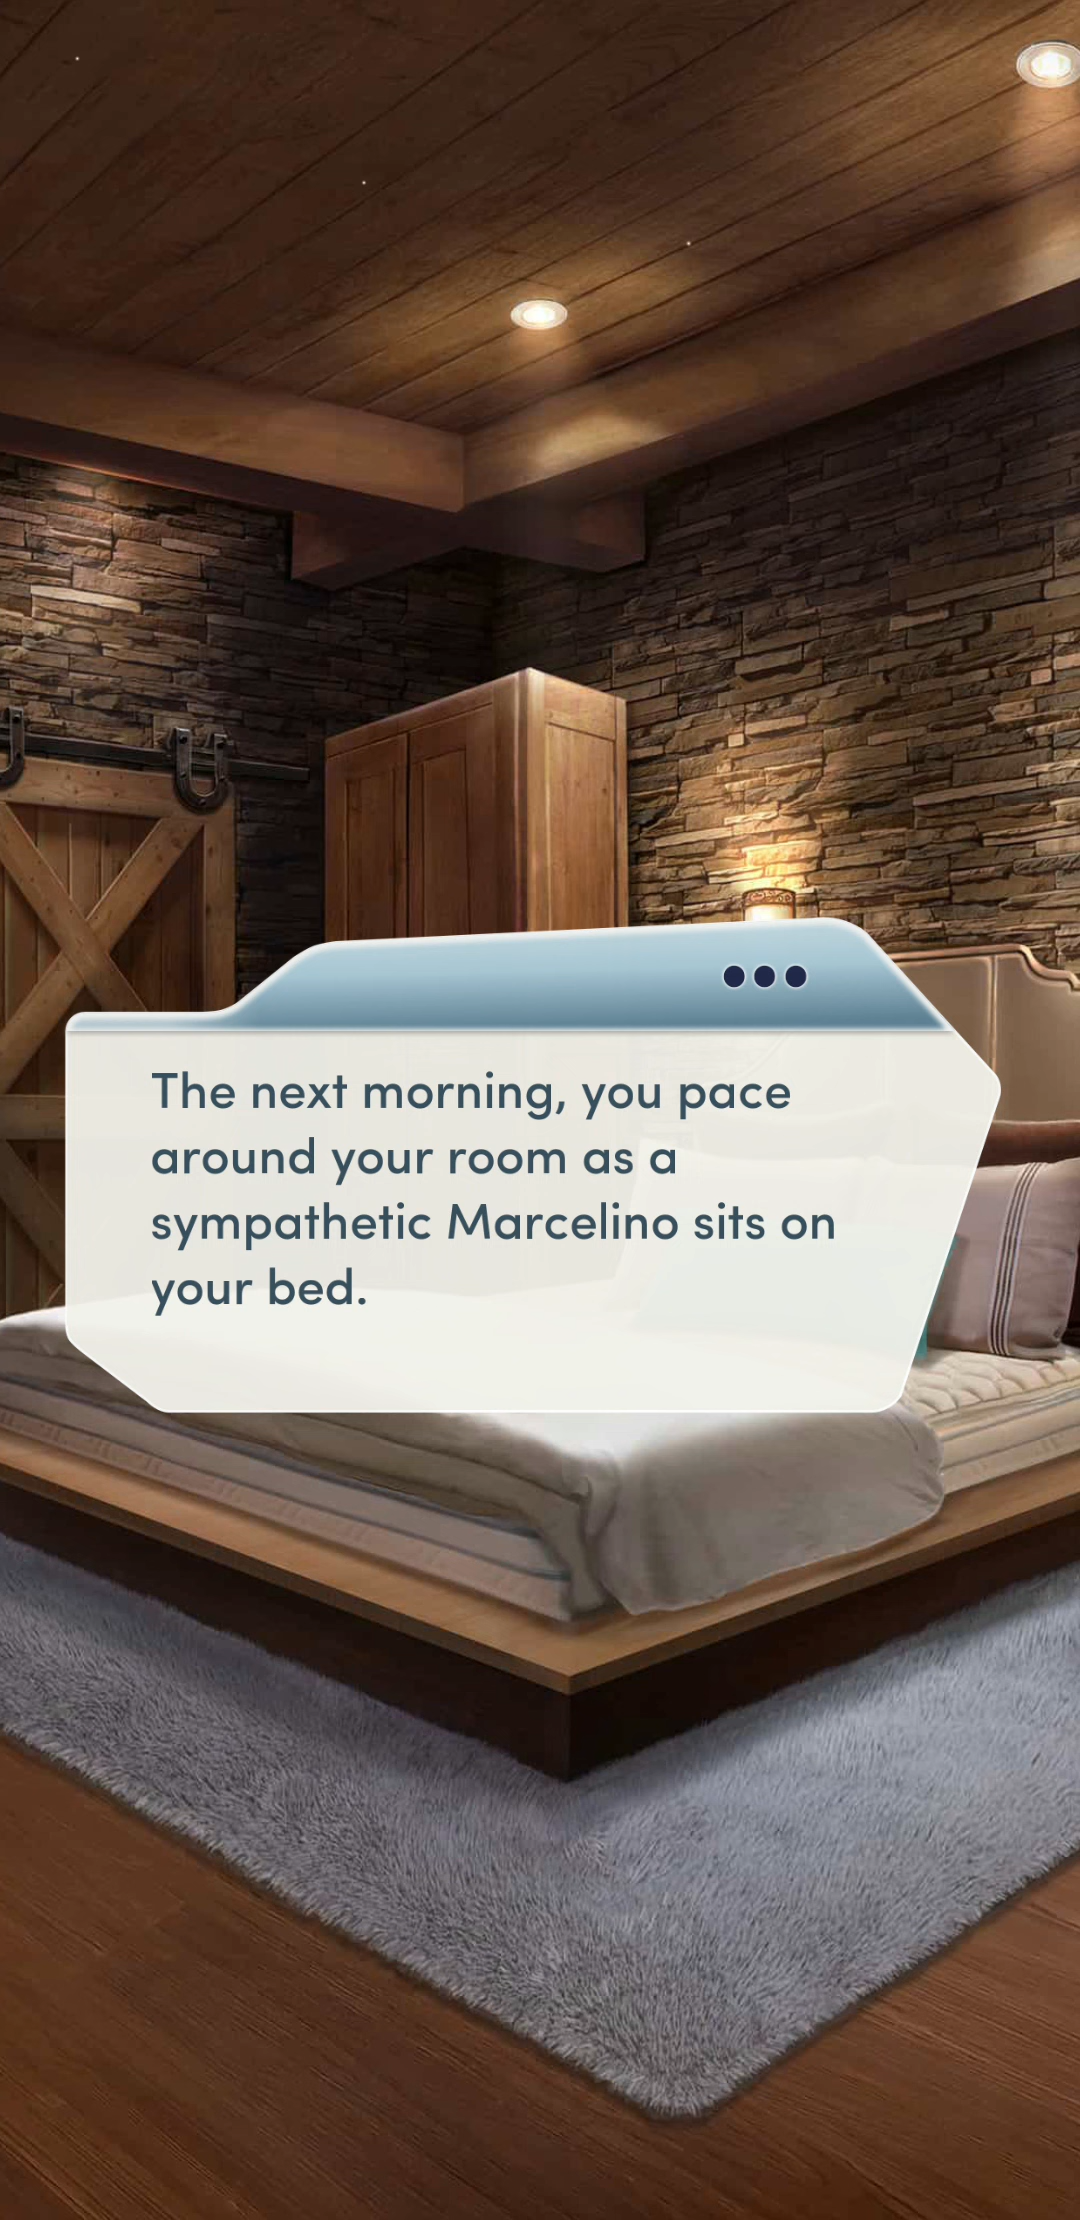 The next morning, you pace
around your room as a
sympathetic Marcelino sits on
your bed.